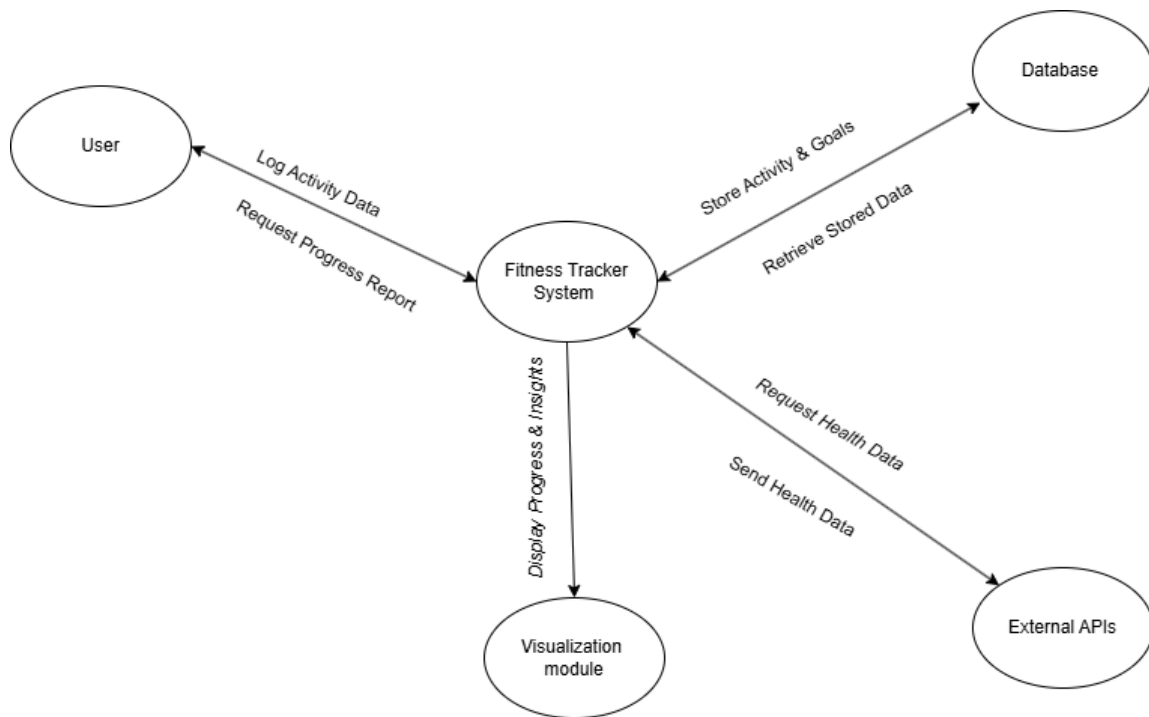 Database
User
Log Activity Data
Request Progress Report
Store Activity & Goals
Retrieve Stored Data
Fitness Tracker
System
Display Progress & Insights
Request Health Data
Send Health Data
Visualization
module
External APIs